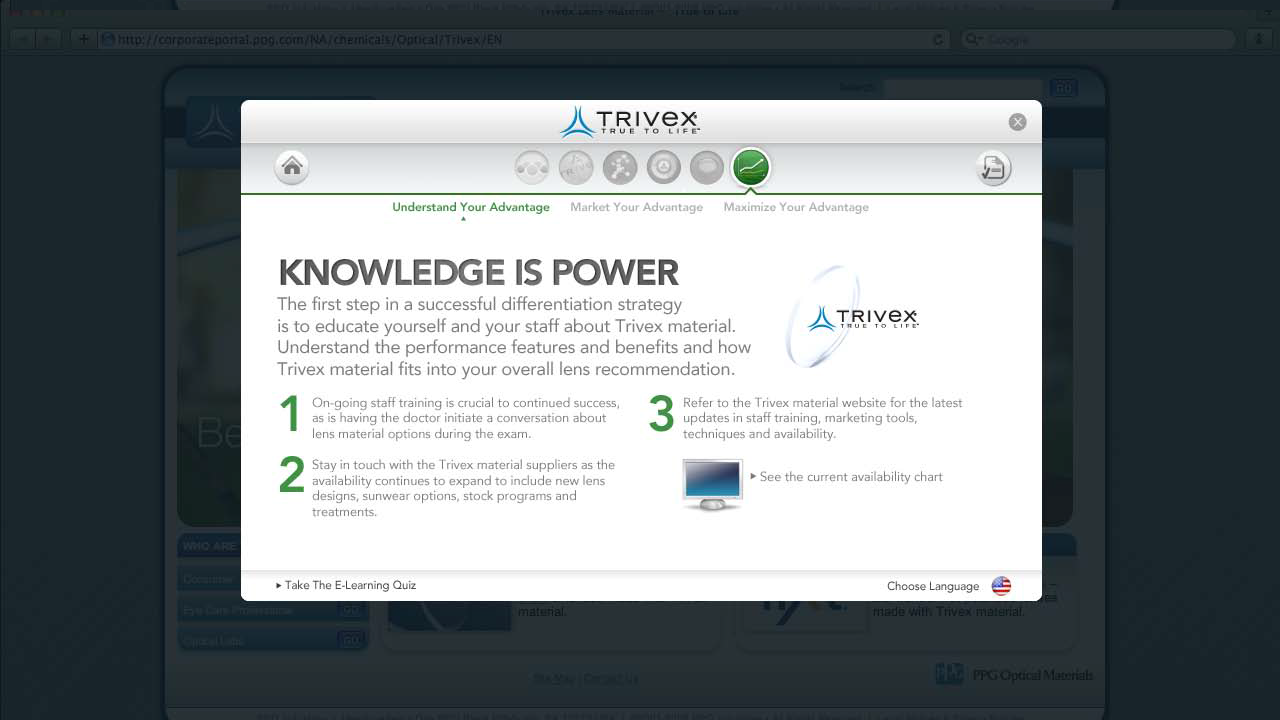 Trivex Lens Material - True to Life
http://corporateportal.ppg.com/NA/chemicals/Optical/Trivex/EN
Google
Search
GO
TRIVEX
TRUE TO LIFE™
Understand Your Advantage
Market Your Advantage
Maximize Your Advantage
KNOWLEDGE IS POWER
The first step in a successful differentiation strategy
is to educate yourself and your staff about Trivex material.
Understand the performance features and benefits and how
Trivex material fits into your overall lens recommendation.
TRIVEX
TRUE TO LIFE™
1 On-going staff training is crucial to continued success,
as is having the doctor initiate a conversation about
lens material options during the exam.
2 Stay in touch with the Trivex material suppliers as the
availability continues to expand to include new lens
designs, sunwear options, stock programs and
treatments.
3 Refer to the Trivex material website for the latest
updates in staff training, marketing tools,
techniques and availability.
See the current availability chart
Be
WHO ARE
Consumer
Take The E-Learning Quiz
Choose Language
Eye Care Professional GO
material.
made with Trivex material.
Optical Labs GO
Site Map | Contact Us
PPG PPG Optical Materials